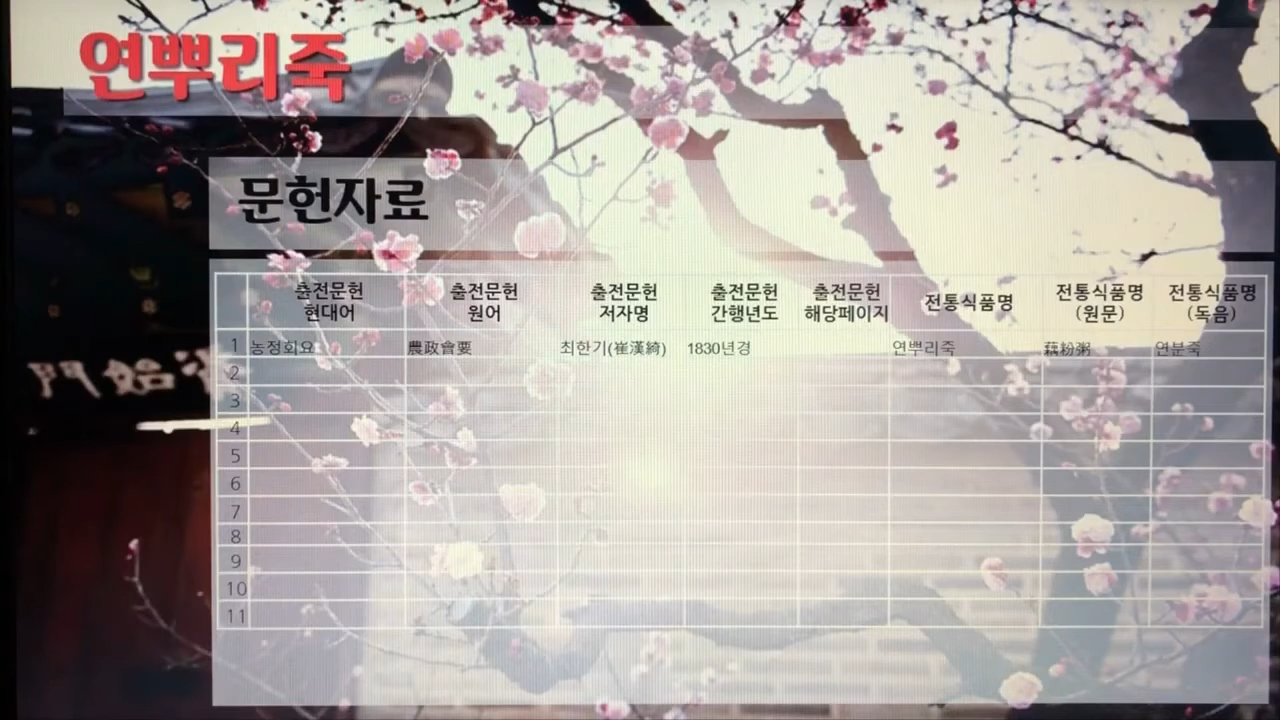 연뿌리죽
문헌자료
출전문헌 현대어 출전문헌 원어 출전문헌 저자명 출전문헌 간행년도 출전문헌 해당페이지 전통식품명 전통식품명 (원문) 전통식품명 (독음)
1 농정회요 農政會要 최한기(崔漢綺) 1830년경 연뿌리죽 藕粉粥 연분죽
2
3
4
5
6
7
8
9
10
11